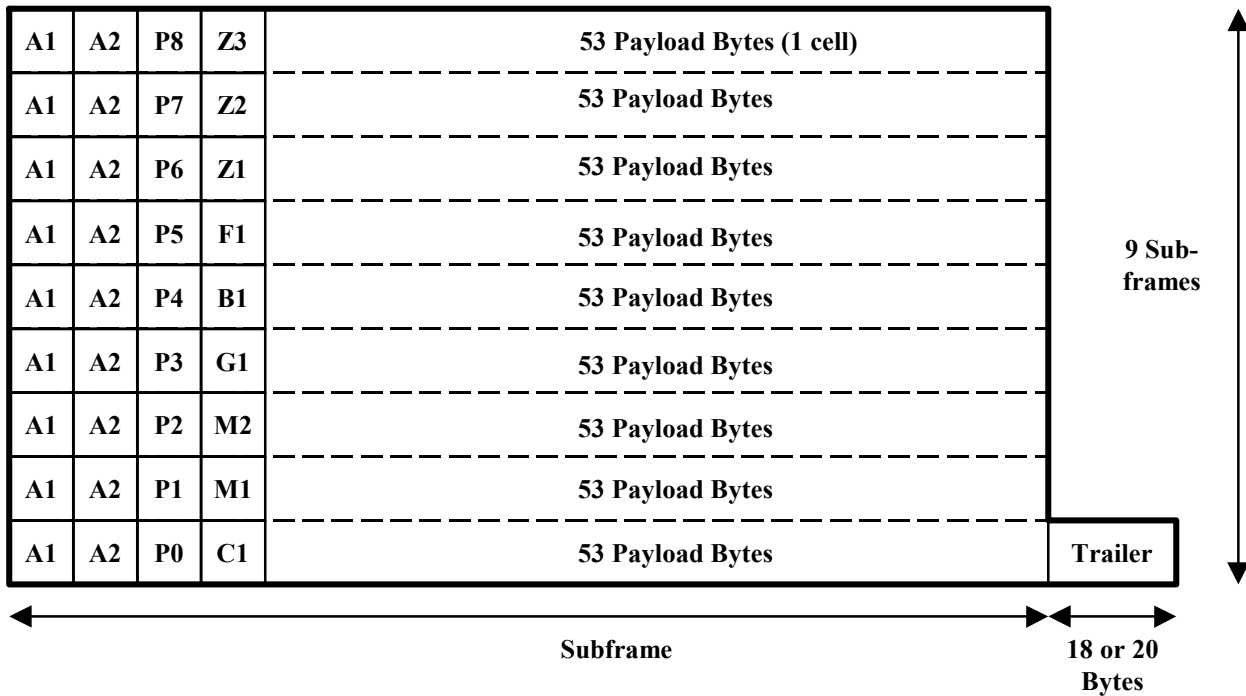 A1 A2 P8 Z3 53 Payload Bytes (1 cell)
A1 A2 P7 Z2 53 Payload Bytes
A1 A2 P6 Z1 53 Payload Bytes
A1 A2 P5 F1 53 Payload Bytes
A1 A2 P4 B1 53 Payload Bytes
A1 A2 P3 G1 53 Payload Bytes
A1 A2 P2 M2 53 Payload Bytes
A1 A2 P1 M1 53 Payload Bytes
A1 A2 P0 C1 53 Payload Bytes Trailer
9 Sub-
frames
Subframe
18 or 20
Bytes